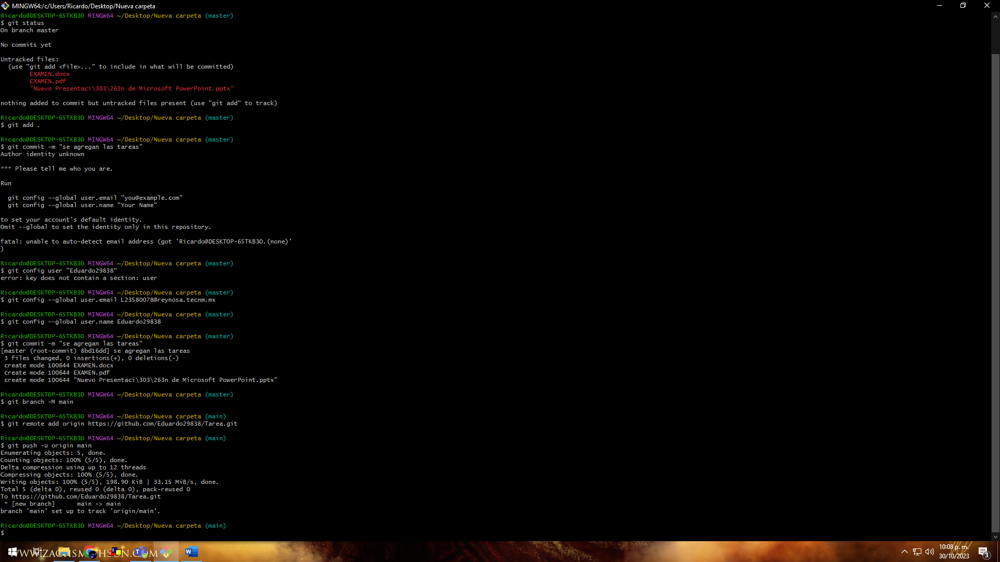 MINGW64:/c/Users/Ricardo/Desktop/Nueva carpeta
Ricardo@DESKTOP-65TKB3O MINGW64 ~/Desktop/Nueva carpeta (master)
$ git status
On branch master
No commits yet
Untracked files:
(use "git add <file>..." to include in what will be committed)
EXAMEN.docx
EXAMEN.pdf
"Nuevo Presentaci\303\263n de Microsoft PowerPoint.pptx"
nothing added to commit but untracked files present (use "git add" to track)
Ricardo@DESKTOP-65TKB3O MINGW64 ~/Desktop/Nueva carpeta (master)
$ git add .
Ricardo@DESKTOP-65TKB3O MINGW64 ~/Desktop/Nueva carpeta (master)
$ git commit -m "se agregan las tareas"
Author identity unknown
*** Please tell me who you are.
Run
git config --global user.email "you@example.com"
git config --global user.name "Your Name"
to set your account's default identity.
Omit --global to set the identity only in this repository.
fatal: unable to auto-detect email address (got 'Ricardo@DESKTOP-65TKB3O.(none)'
)
Ricardo@DESKTOP-65TKB3O MINGW64 ~/Desktop/Nueva carpeta (master)
$ git config user "Eduardo29838"
error: key does not contain a section: user
Ricardo@DESKTOP-65TKB3O MINGW64 ~/Desktop/Nueva carpeta (master)
$ git config --global user.email L23580078@reynosa.tecnm.mx
Ricardo@DESKTOP-65TKB3O MINGW64 ~/Desktop/Nueva carpeta (master)
$ git config --global user.name Eduardo29838
Ricardo@DESKTOP-65TKB3O MINGW64 ~/Desktop/Nueva carpeta (master)
$ git commit -m "se agregan las tareas"
[master (root-commit) 8bd16dd] se agregan las tareas
3 files changed, 0 insertions(+), 0 deletions(-)
create mode 100644 EXAMEN.docx
create mode 100644 EXAMEN.pdf
create mode 100644 "Nuevo Presentaci\303\263n de Microsoft PowerPoint.pptx"
Ricardo@DESKTOP-65TKB3O MINGW64 ~/Desktop/Nueva carpeta (master)
$ git branch -M main
Ricardo@DESKTOP-65TKB3O MINGW64 ~/Desktop/Nueva carpeta (main)
$ git remote add origin https://github.com/Eduardo29838/Tarea.git
Ricardo@DESKTOP-65TKB3O MINGW64 ~/Desktop/Nueva carpeta (main)
$ git push -u origin main
Enumerating objects: 5, done.
Counting objects: 100% (5/5), done.
Delta compression using up to 12 threads
Compressing objects: 100% (5/5), done.
Writing objects: 100% (5/5), 198.90 KiB | 33.15 MiB/s, done.
Total 5 (delta 0), reused 0 (delta 0), pack-reused 0
To https://github.com/Eduardo29838/Tarea.git
* [new branch] main -> main
branch 'main' set up to track 'origin/main'.
Ricardo@DESKTOP-65TKB3O MINGW64 ~/Desktop/Nueva carpeta (main)
$
10:08 p. m.
30/10/2023
3